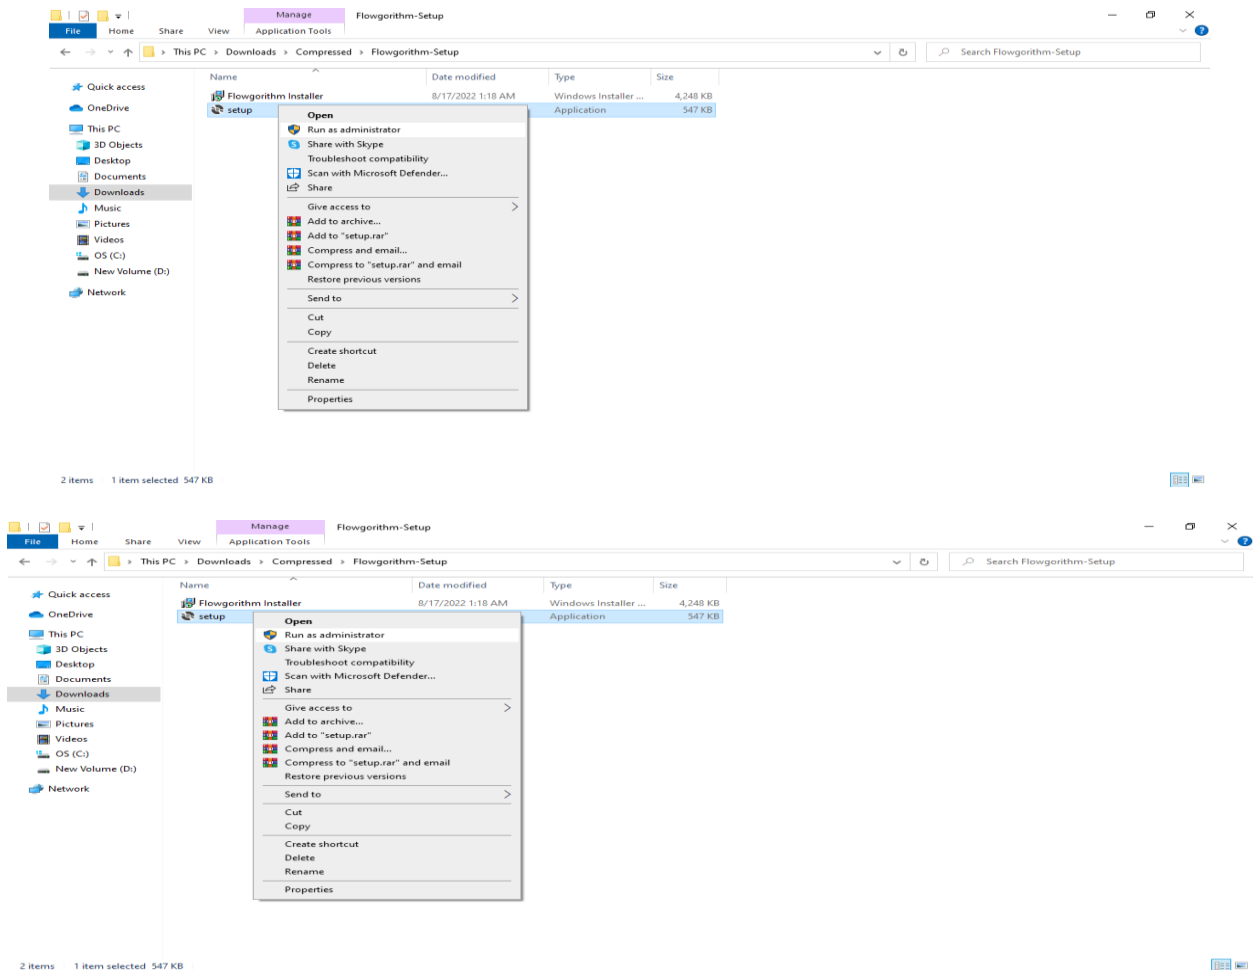 Manage Flowgorithm-Setup
File Home Share View Application Tools
This PC Downloads Compressed Flowgorithm-Setup Search Flowgorithm-Setup
Name Date modified Type Size
Quick access
Flowgorithm Installer 8/17/2022 1:18 AM Windows Installer ... 4,248 KB
OneDrive setup Application 547 KB
Open
This PC Run as administrator
3D Objects Share with Skype
Desktop Troubleshoot compatibility
Documents Scan with Microsoft Defender...
Downloads Share
Music Give access to
Pictures Add to archive...
Videos Add to "setup.rar"
OS (C:) Compress and email...
New Volume (D:) Compress to "setup.rar" and email
Restore previous versions
Network Send to
Cut
Copy
Create shortcut
Delete
Rename
Properties
2 items 1 item selected 547 KB
Manage Flowgorithm-Setup
File Home Share View Application Tools
This PC Downloads Compressed Flowgorithm-Setup Search Flowgorithm-Setup
Name Date modified Type Size
Quick access
Flowgorithm Installer 8/17/2022 1:18 AM Windows Installer ... 4,248 KB
OneDrive setup Application 547 KB
Open
This PC Run as administrator
3D Objects Share with Skype
Desktop Troubleshoot compatibility
Documents Scan with Microsoft Defender...
Downloads Share
Music Give access to
Pictures Add to archive...
Videos Add to "setup.rar"
OS (C:) Compress and email...
New Volume (D:) Compress to "setup.rar" and email
Restore previous versions
Network Send to
Cut
Copy
Create shortcut
Delete
Rename
Properties
2 items 1 item selected 547 KB